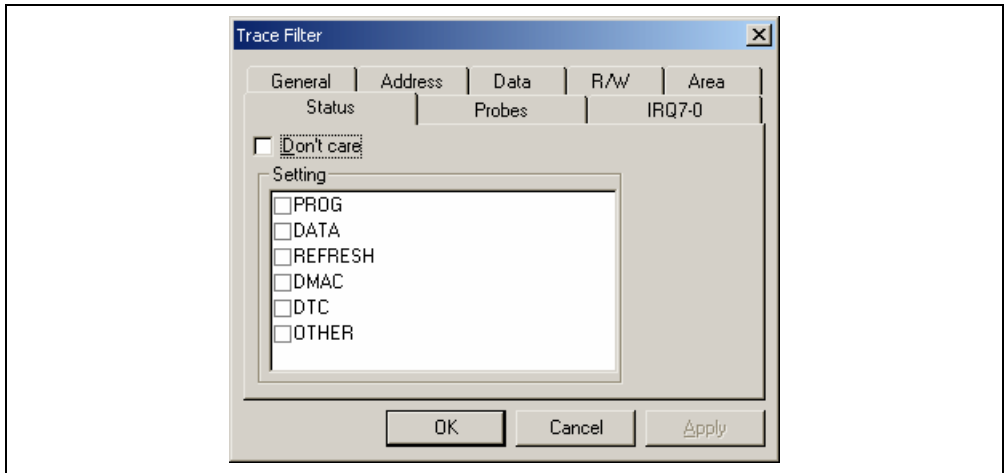 Trace Filter
General Address Data R/W Area
Status Probes IRQ7-0
Don't care
Setting
PROG
DATA
REFRESH
DMAC
DTC
OTHER
OK Cancel Apply